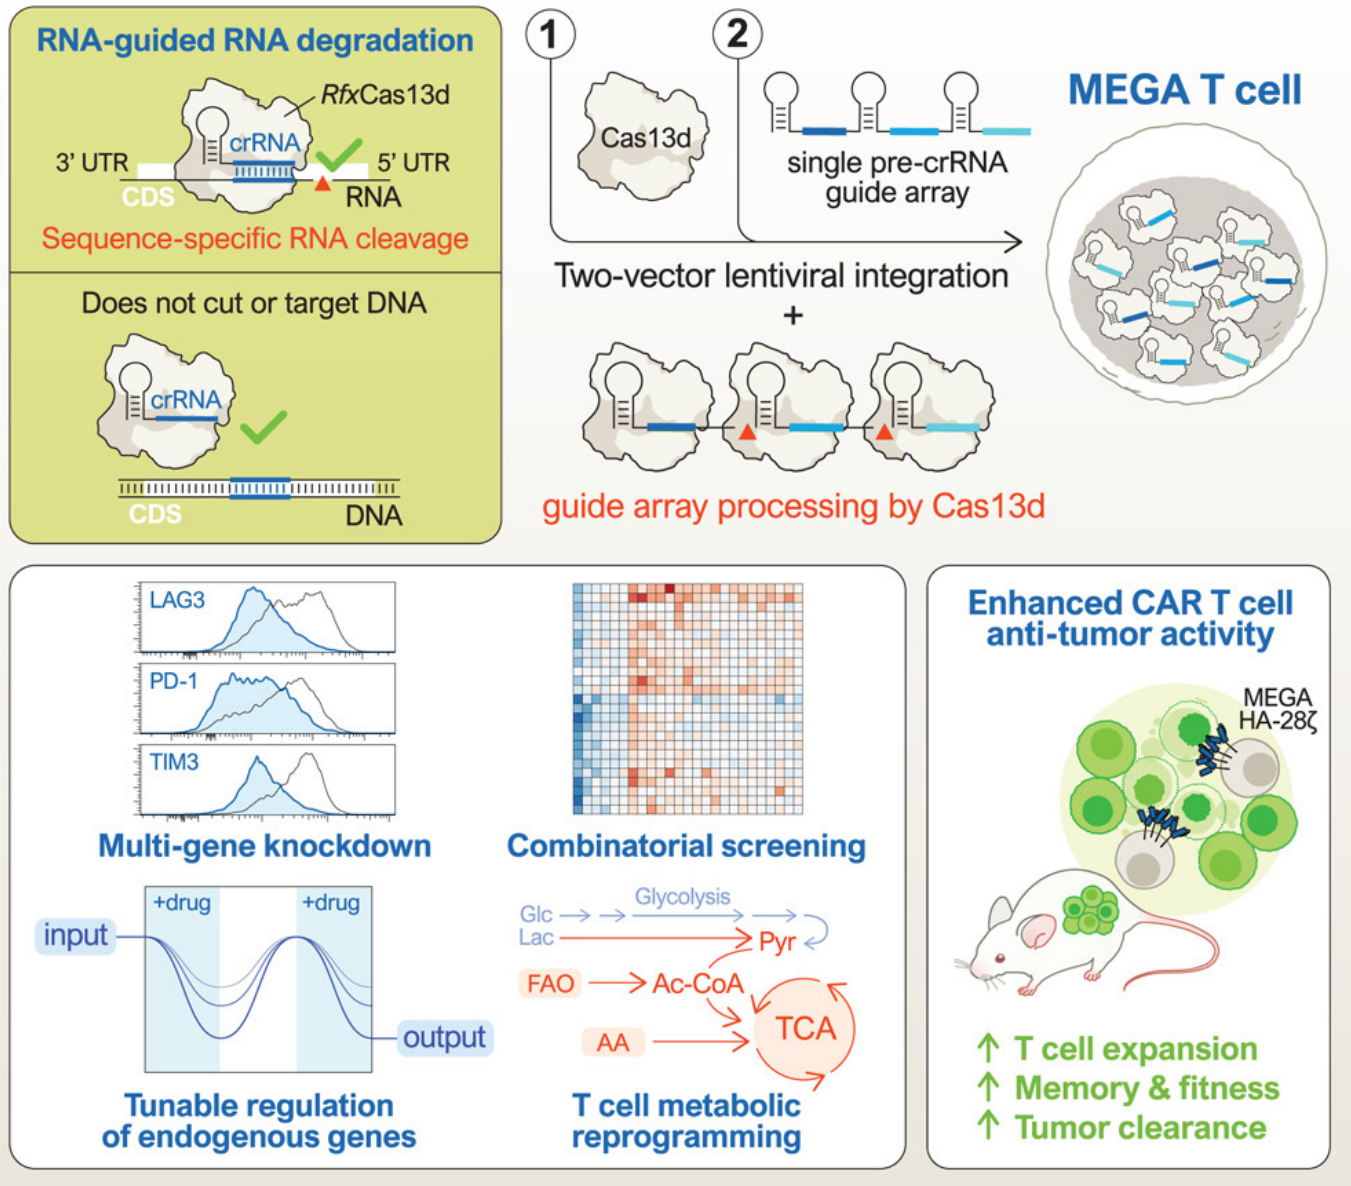 RNA-guided RNA degradation
RfxCas13d
crRNA
3’ UTR
5’ UTR
CDS
RNA
Sequence-specific RNA cleavage
Does not cut or target DNA
crRNA
CDS
DNA
1
2
Cas13d
single pre-crRNA
guide array
Two-vector lentiviral integration
+
guide array processing by Cas13d
MEGA T cell
LAG3
PD-1
TIM3
Multi-gene knockdown
Combinatorial screening
+drug
+drug
input
output
Tunable regulation
of endogenous genes
Glycolysis
Glc
Lac
Pyr
FAO
Ac-CoA
TCA
AA
T cell metabolic
reprogramming
Enhanced CAR T cell
anti-tumor activity
MEGA
HA-28ζ
↑ T cell expansion
↑ Memory & fitness
↑ Tumor clearance